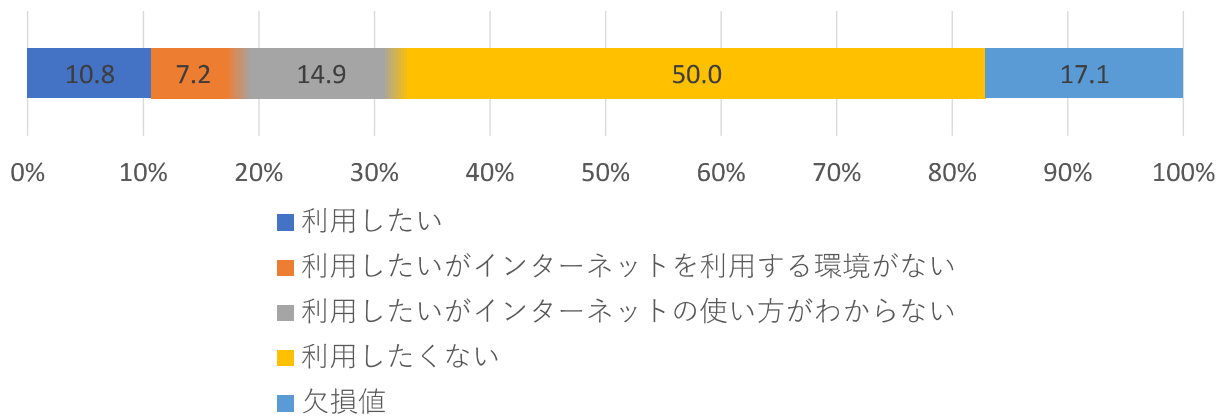 10.8 7.2 14.9 50.0 17.1
0% 10% 20% 30% 40% 50% 60% 70% 80% 90% 100%
利用したい
利用したいがインターネットを利用する環境がない
利用したいがインターネットの使い方がわからない
利用したくない
欠損値